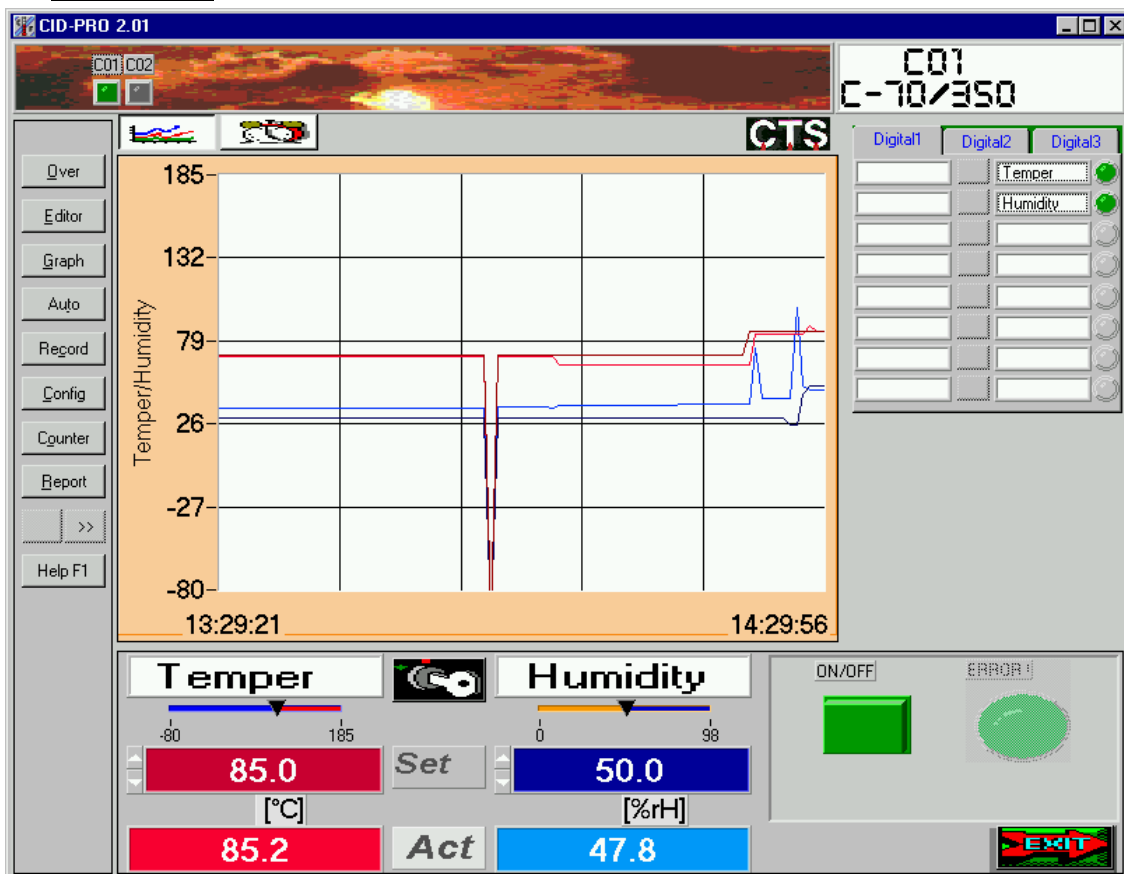 CID-PRO 2.01
C01 C02
C01
C-70/350
CTS
Digital1 Digital2 Digital3
Over
Editor
Graph
Auto
Record
Config
Counter
Report
>>
Help F1
Temper
Humidity
Temper/Humidity
185
132
79
26
-27
-80
13:29:21 14:29:56
Temper Humidity
-80 185 0 98
85.0 Set 50.0
[°C] [%rH]
85.2 Act 47.8
ON/OFF ERROR !
EXIT